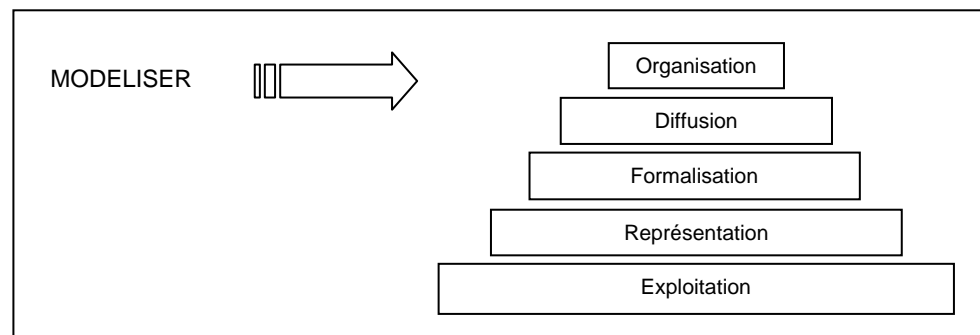 MODELISER
Organisation
Diffusion
Formalisation
Représentation
Exploitation